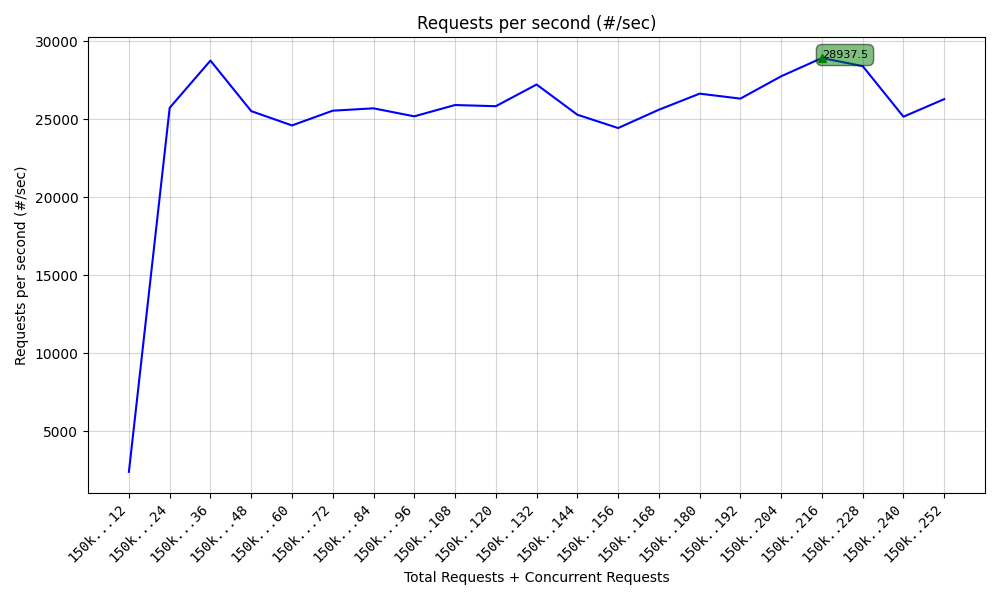 Requests per second (#/sec)
30000
25000
20000
15000
10000
5000
Requests per second (#/sec)
28937.5
150k...12
150k...24
150k...36
150k...48
150k...60
150k...72
150k...84
150k...96
150k..108
150k..120
150k..132
150k..144
150k..156
150k..168
150k..180
150k..192
150k..204
150k..216
150k..228
150k..240
150k..252
Total Requests + Concurrent Requests